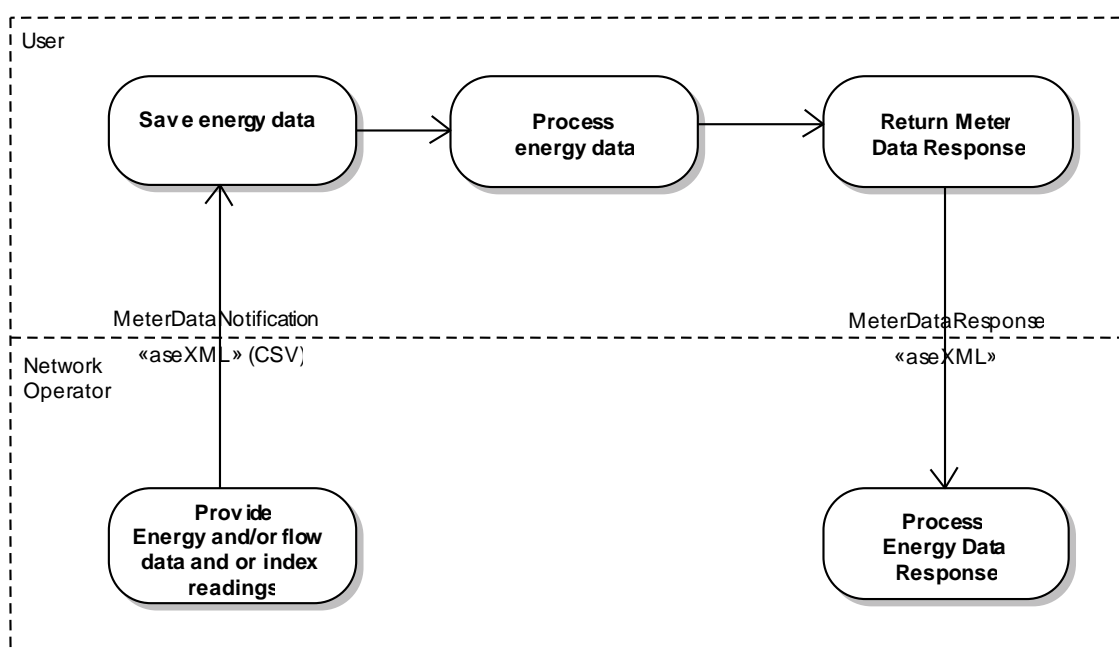 User
Save energy data
Process
energy data
Return Meter
Data Response
MeterDataNotification
«aseXML» (CSV)
MeterDataResponse
«aseXML»
Network
Operator
Provide
Energy and/or flow
data and or index
readings
Process
Energy Data
Response